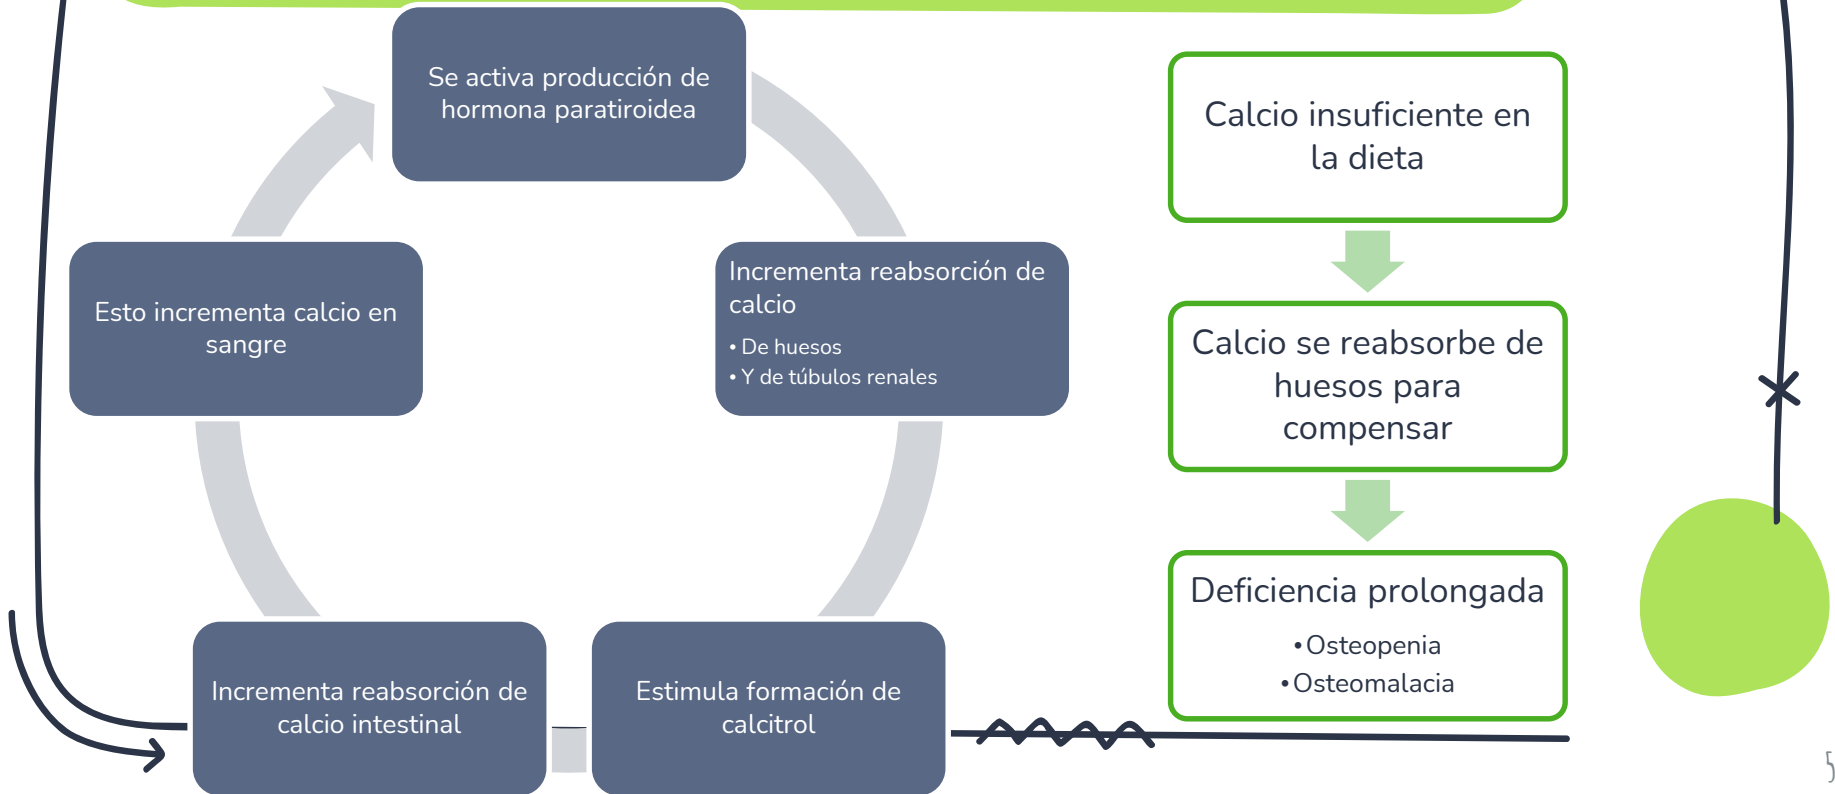 Se activa producción de
hormona paratiroidea
Incrementa reabsorción de
calcio
• De huesos
• Y de túbulos renales
Estimula formación de
calcitrol
Incrementa reabsorción de
calcio intestinal
Esto incrementa calcio en
sangre
Calcio insuficiente en
la dieta
Calcio se reabsorbe de
huesos para
compensar
Deficiencia prolongada
•Osteopenia
•Osteomalacia
5